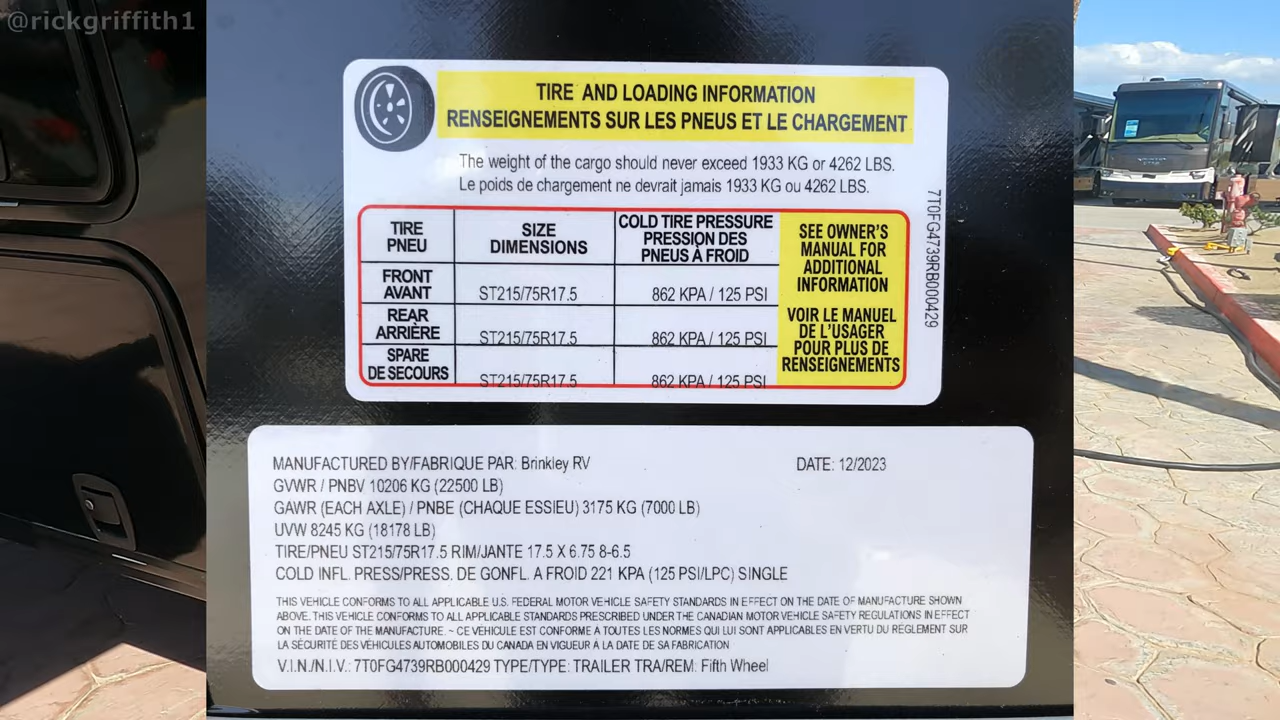 @rickgriffith1
TIRE AND LOADING INFORMATION
RENSEIGNEMENTS SUR LES PNEUS ET LE CHARGEMENT
The weight of the cargo should never exceed 1933 KG or 4262 LBS.
Le poids de chargement ne devrait jamais 1933 KG ou 4262 LBS.
TIRE
PNEU
SIZE
DIMENSIONS
COLD TIRE PRESSURE
PRESSION DES
PNEUS À FROID
FRONT
AVANT
ST215/75R17.5
862 KPA / 125 PSI
REAR
ARRIÈRE
ST215/75R17.5
862 KPA / 125 PSI
SPARE
DE SECOURS
ST215/75R17.5
862 KPA / 125 PSI
SEE OWNER'S
MANUAL FOR
ADDITIONAL
INFORMATION
VOIR LE MANUEL
DE L'USAGER
POUR PLUS DE
RENSEIGNEMENTS
7T0FG4739RB000429
MANUFACTURED BY/FABRIQUE PAR: Brinkley RV DATE: 12/2023
GVWR / PNBV 10206 KG (22500 LB)
GAWR (EACH AXLE) / PNBE (CHAQUE ESSIEU) 3175 KG (7000 LB)
UVW 8245 KG (18178 LB)
TIRE/PNEU ST215/75R17.5 RIM/JANTE 17.5 X 6.75 8-6.5
COLD INFL. PRESS/PRESS. DE GONFL. A FROID 221 KPA (125 PSI/LPC) SINGLE
THIS VEHICLE CONFORMS TO ALL APPLICABLE U.S. FEDERAL MOTOR VEHICLE SAFETY STANDARDS IN EFFECT ON THE DATE OF MANUFACTURE SHOWN
ABOVE. THIS VEHICLE CONFORMS TO ALL APPLICABLE STANDARDS PRESCRIBED UNDER THE CANADIAN MOTOR VEHICLE SAFETY REGULATIONS IN EFFECT
ON THE DATE OF THE MANUFACTURE. ~ CE VEHICULE EST CONFORME A TOUTES LES NORMES QUI LUI SONT APPLICABLES EN VERTU DU REGLEMENT SUR
LA SÉCURITÉ DES VÉHICULES AUTOMOBILES DU CANADA EN VIGUEUR À LA DATE DE SA FABRICATION
V.I.N./N.I.V.: 7T0FG4739RB000429 TYPE/TYPE: TRAILER TRA/REM: Fifth Wheel